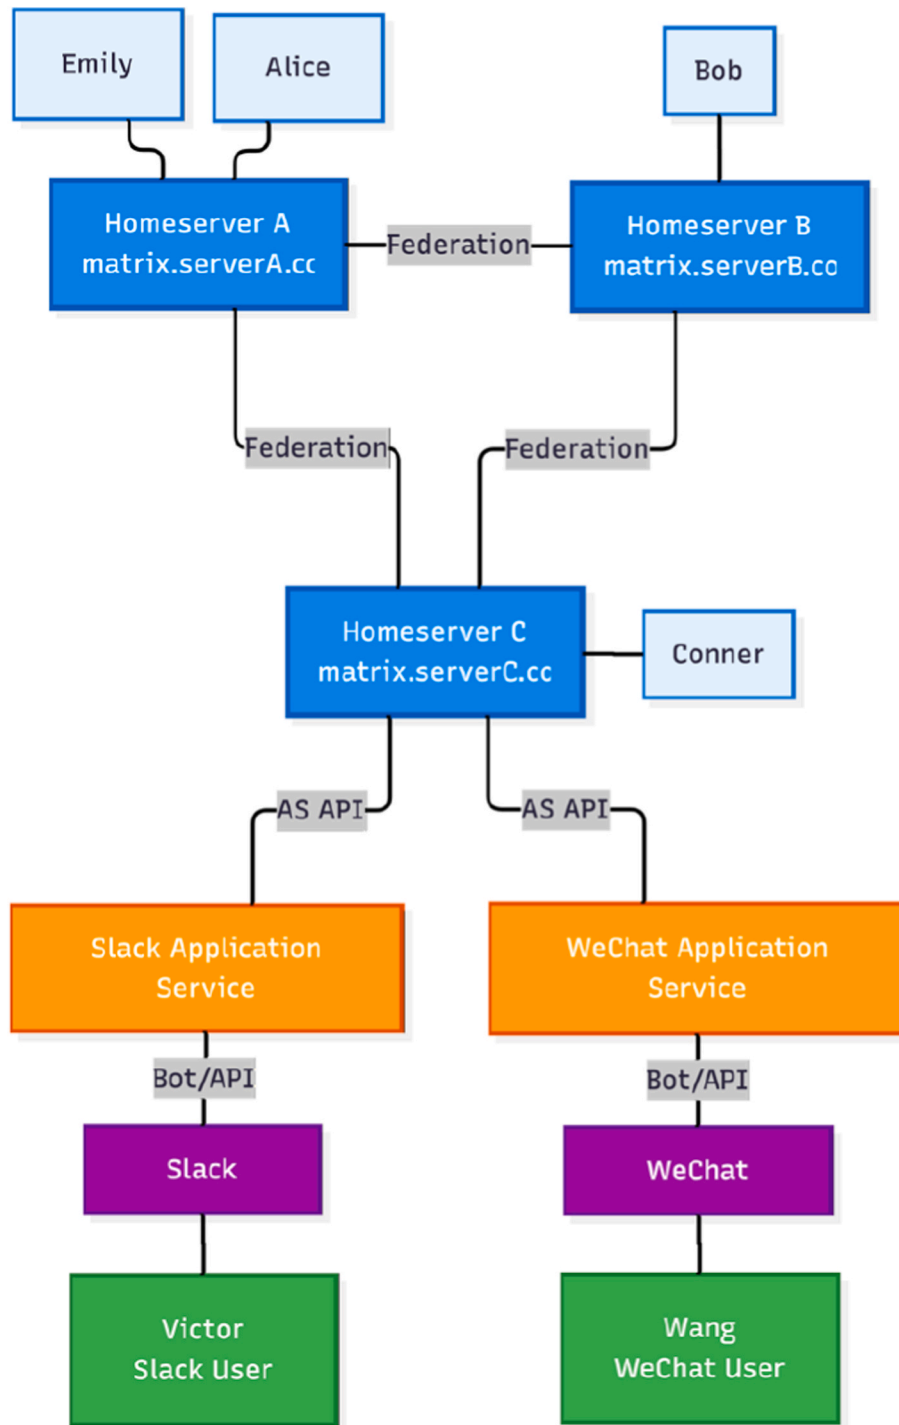 Emily
Alice
Bob
Homeserver A
matrix.serverA.cc
Federation
Homeserver B
matrix.serverB.co
Federation
Federation
Homeserver C
matrix.serverC.cc
Conner
AS API
AS API
Slack Application
Service
WeChat Application
Service
Bot/API
Bot/API
Slack
WeChat
Victor
Slack User
Wang
WeChat User